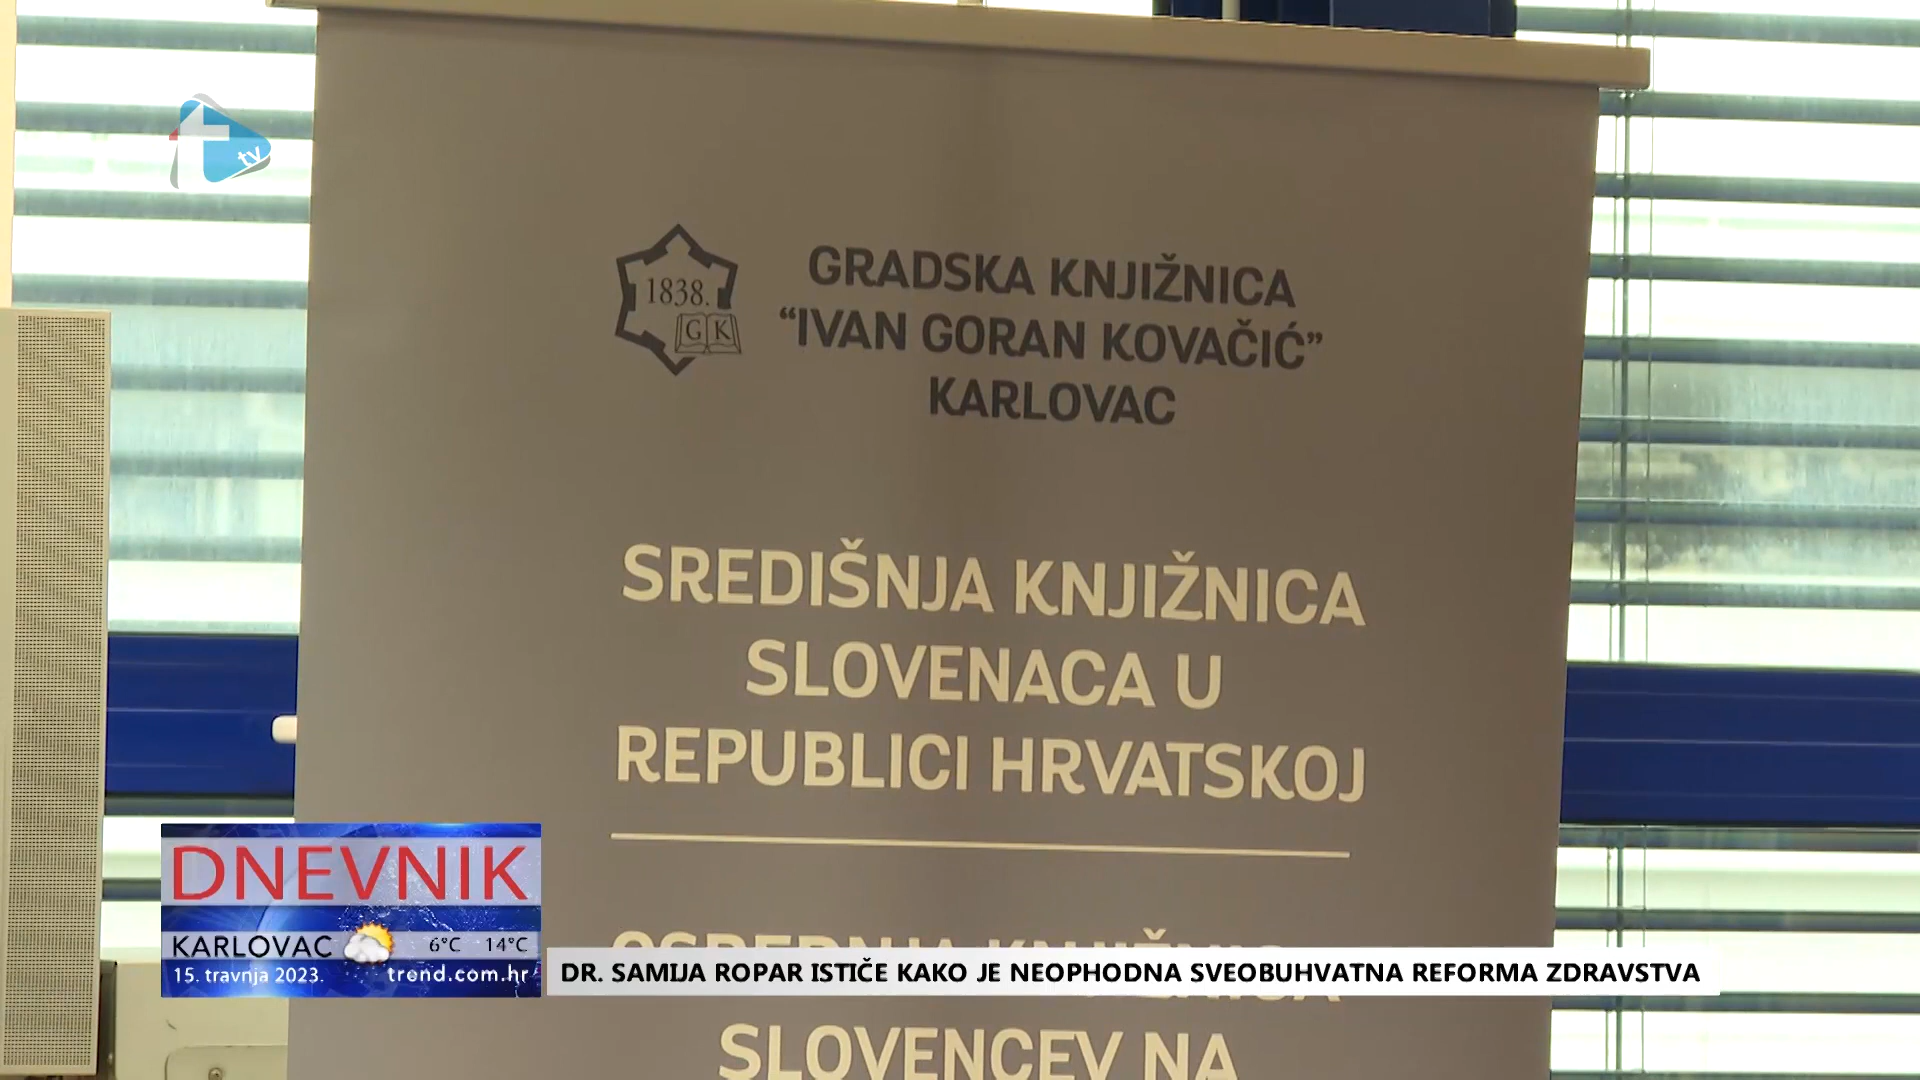 t tv
1838.
GK
GRADSKA KNJIŽNICA
“IVAN GORAN KOVAČIĆ”
KARLOVAC
SREDIŠNJA KNJIŽNICA
SLOVENACA U
REPUBLICI HRVATSKOJ
SLOVENCEV NA
DNEVNIK
KARLOVAC 6°C 14°C
15. travnja 2023. trend.com.hr
DR. SAMIJA ROPAR ISTIČE KAKO JE NEOPHODNA SVEOBUHVATNA REFORMA ZDRAVSTVA